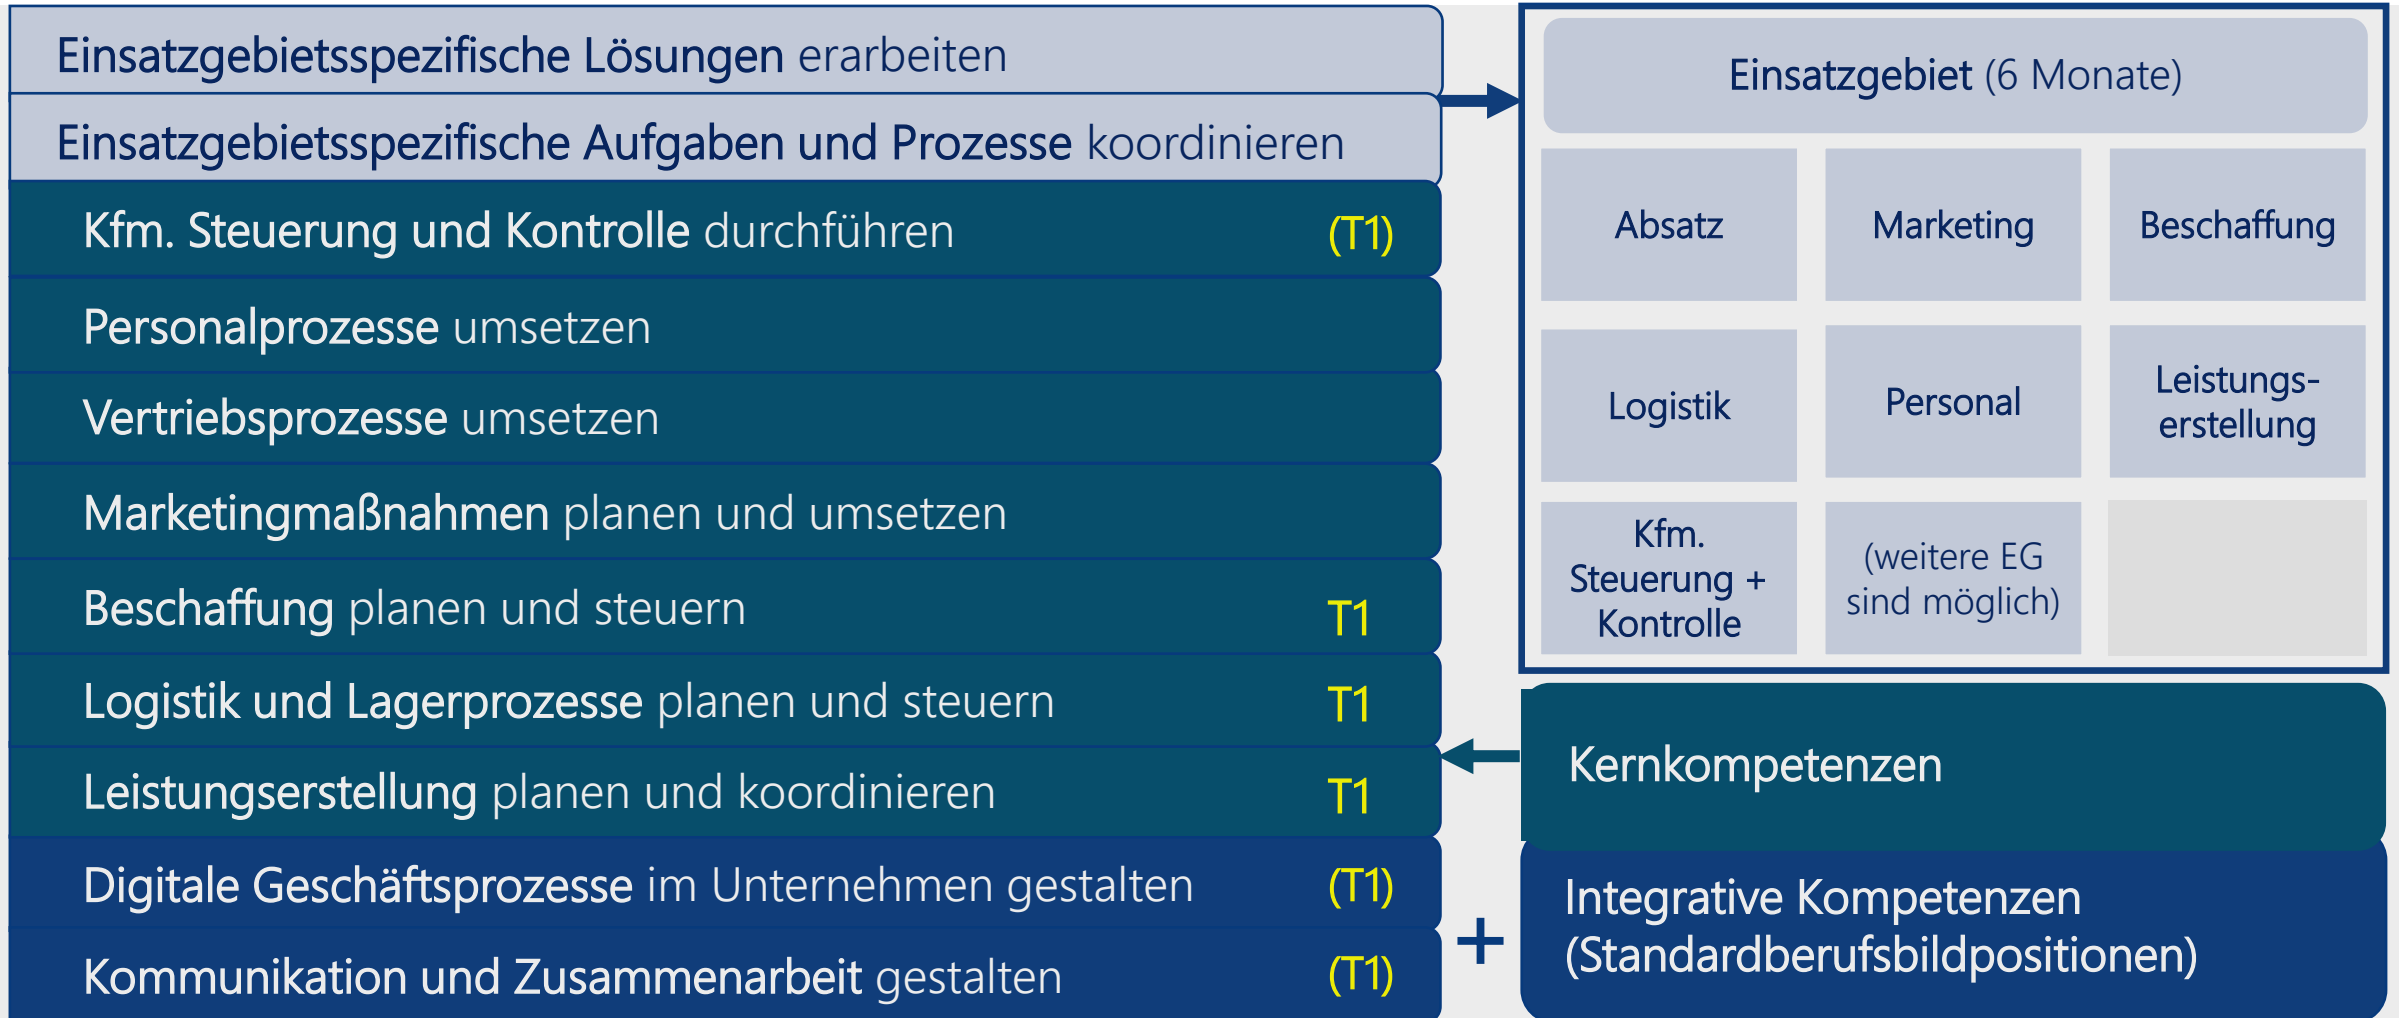 Einsatzgebietsspezifische Lösungen erarbeiten
Einsatzgebietsspezifische Aufgaben und Prozesse koordinieren
Kfm. Steuerung und Kontrolle durchführen (T1)
Personalprozesse umsetzen
Vertriebsprozesse umsetzen
Marketingmaßnahmen planen und umsetzen
Beschaffung planen und steuern T1
Logistik und Lagerprozesse planen und steuern T1
Leistungserstellung planen und koordinieren T1
Digitale Geschäftsprozesse im Unternehmen gestalten (T1)
Kommunikation und Zusammenarbeit gestalten (T1)
+
Einsatzgebiet (6 Monate)
Absatz
Marketing
Beschaffung
Logistik
Personal
Leistungs-
erstellung
Kfm.
Steuerung +
Kontrolle
(weitere EG
sind möglich)
Kernkompetenzen
Integrative Kompetenzen
(Standardberufsbildpositionen)